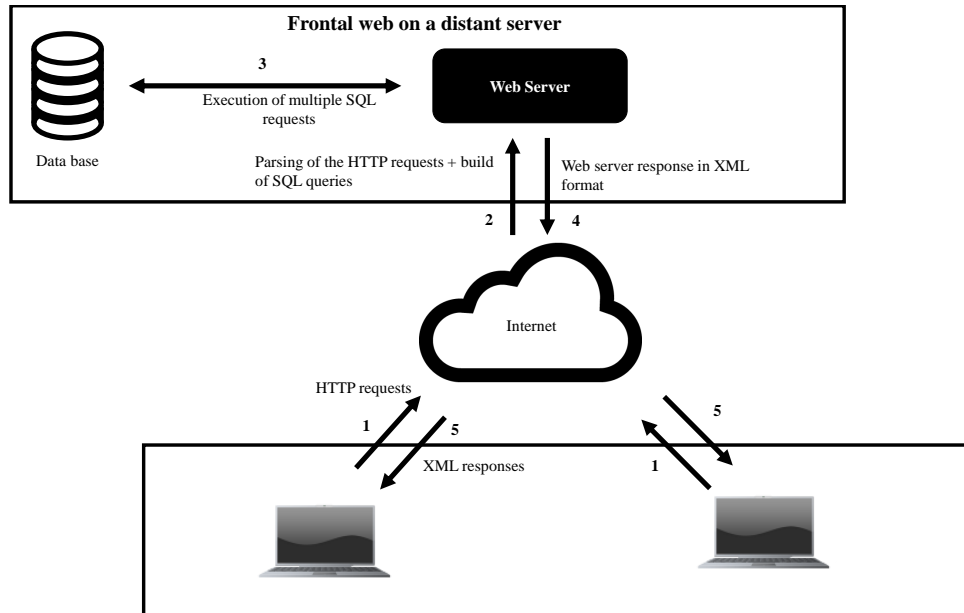 Frontal web on a distant server
3
Web Server
Execution of multiple SQL
requests
Data base
Parsing of the HTTP requests + build
of SQL queries
Web server response in XML
format
2
4
Internet
HTTP requests
1
5
XML responses
5
1